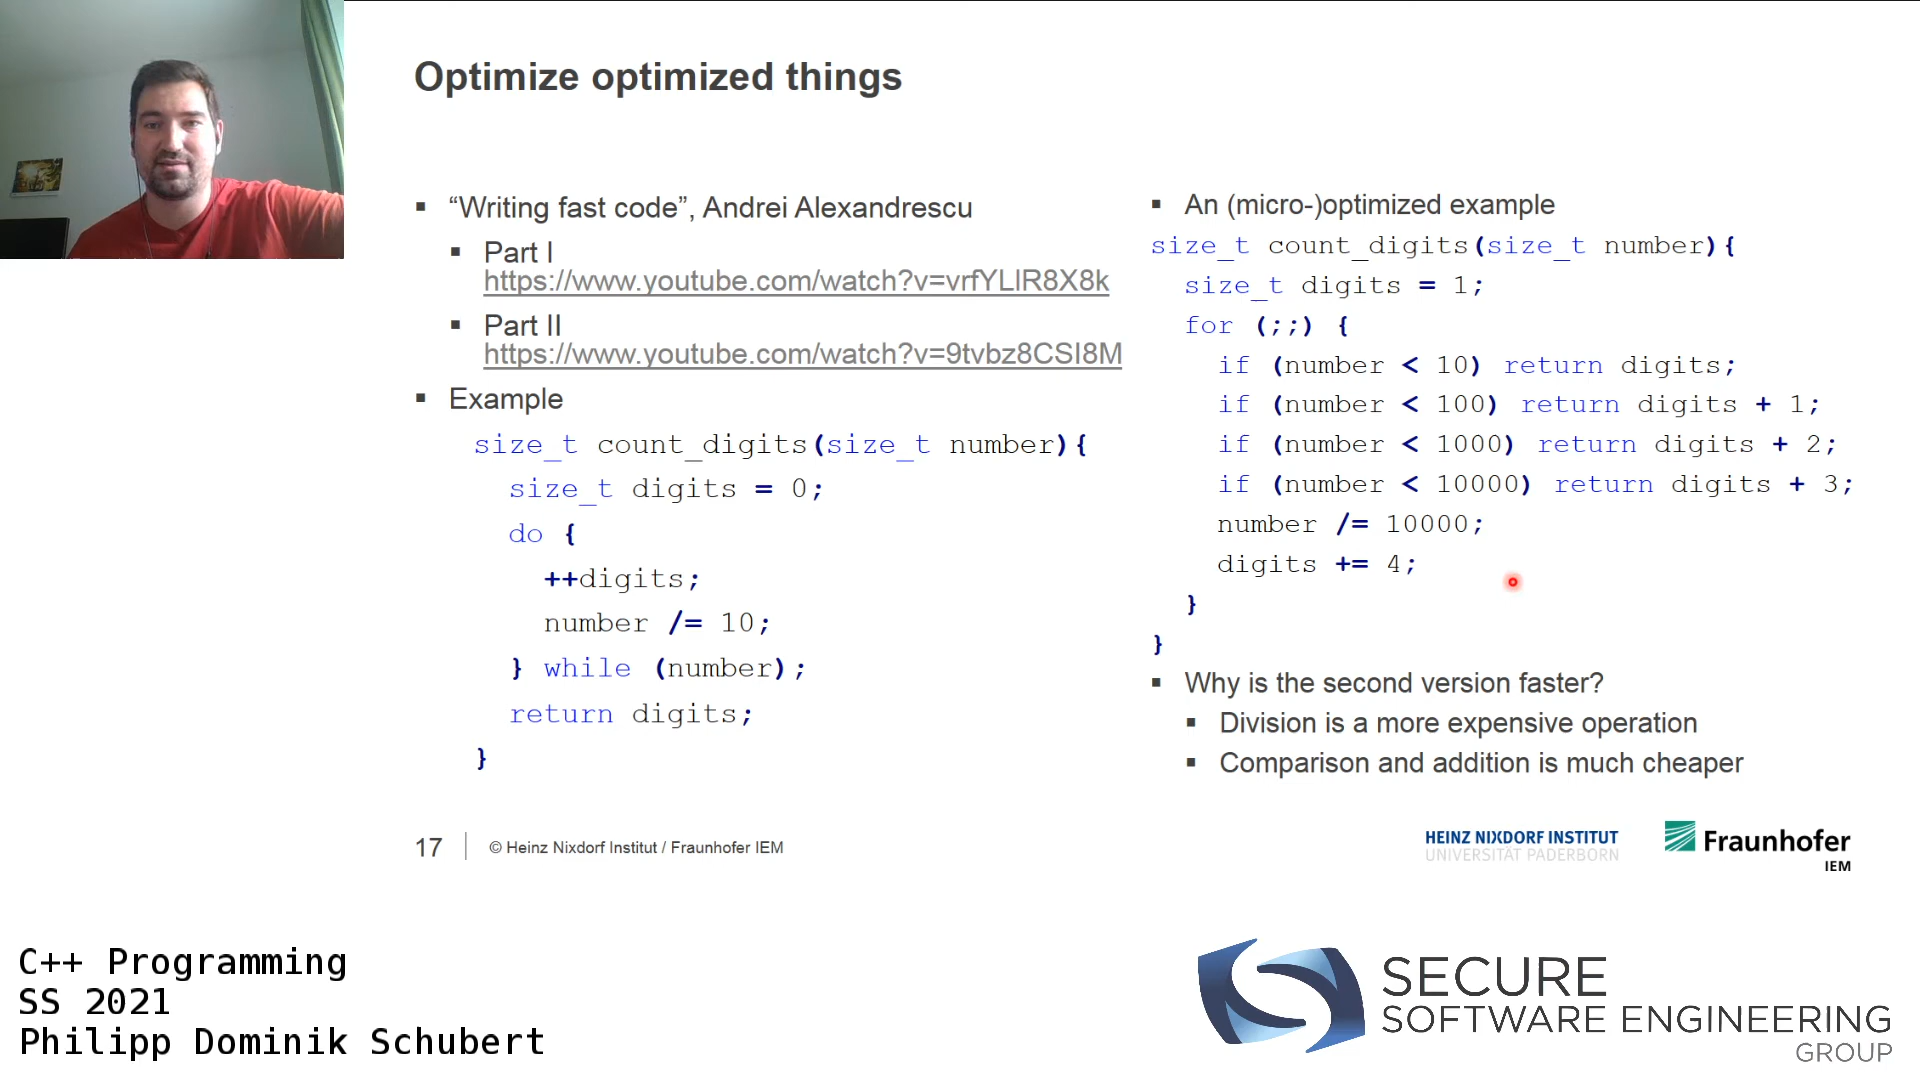 Optimize optimized things
▪ “Writing fast code”, Andrei Alexandrescu
▪ Part I
https://www.youtube.com/watch?v=vrfYLlR8X8k
▪ Part II
https://www.youtube.com/watch?v=9tvbz8CSI8M
▪ Example
size_t count_digits(size_t number){
size_t digits = 0;
do {
++digits;
number /= 10;
} while (number);
return digits;
}
▪ An (micro-)optimized example
size_t count_digits(size_t number){
size_t digits = 1;
for (;;) {
if (number < 10) return digits;
if (number < 100) return digits + 1;
if (number < 1000) return digits + 2;
if (number < 10000) return digits + 3;
number /= 10000;
digits += 4;
}
}
▪ Why is the second version faster?
▪ Division is a more expensive operation
▪ Comparison and addition is much cheaper
17
© Heinz Nixdorf Institut / Fraunhofer IEM
HEINZ NIXDORF INSTITUT
UNIVERSITÄT PADERBORN
Fraunhofer
IEM
C++ Programming
SS 2021
Philipp Dominik Schubert
SECURE
SOFTWARE ENGINEERING
GROUP